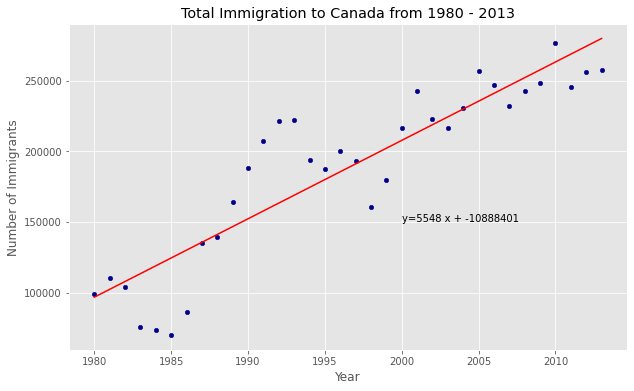 Total Immigration to Canada from 1980 - 2013
250000
200000
150000
100000
Number of Immigrants
y=5548 x + -10888401
1980 1985 1990 1995 2000 2005 2010
Year